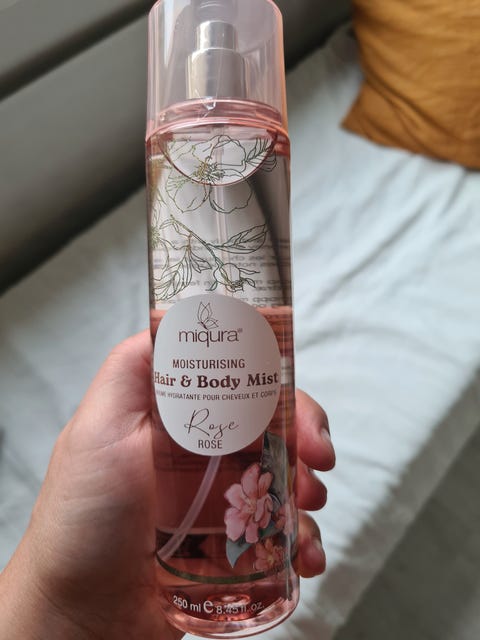 miqura®
MOISTURISING
Hair & Body Mist
BRUME HYDRATANTE POUR CHEVEUX ET CORPS
Rose
ROSE
250 ml ℮ 8.45 fl. oz.